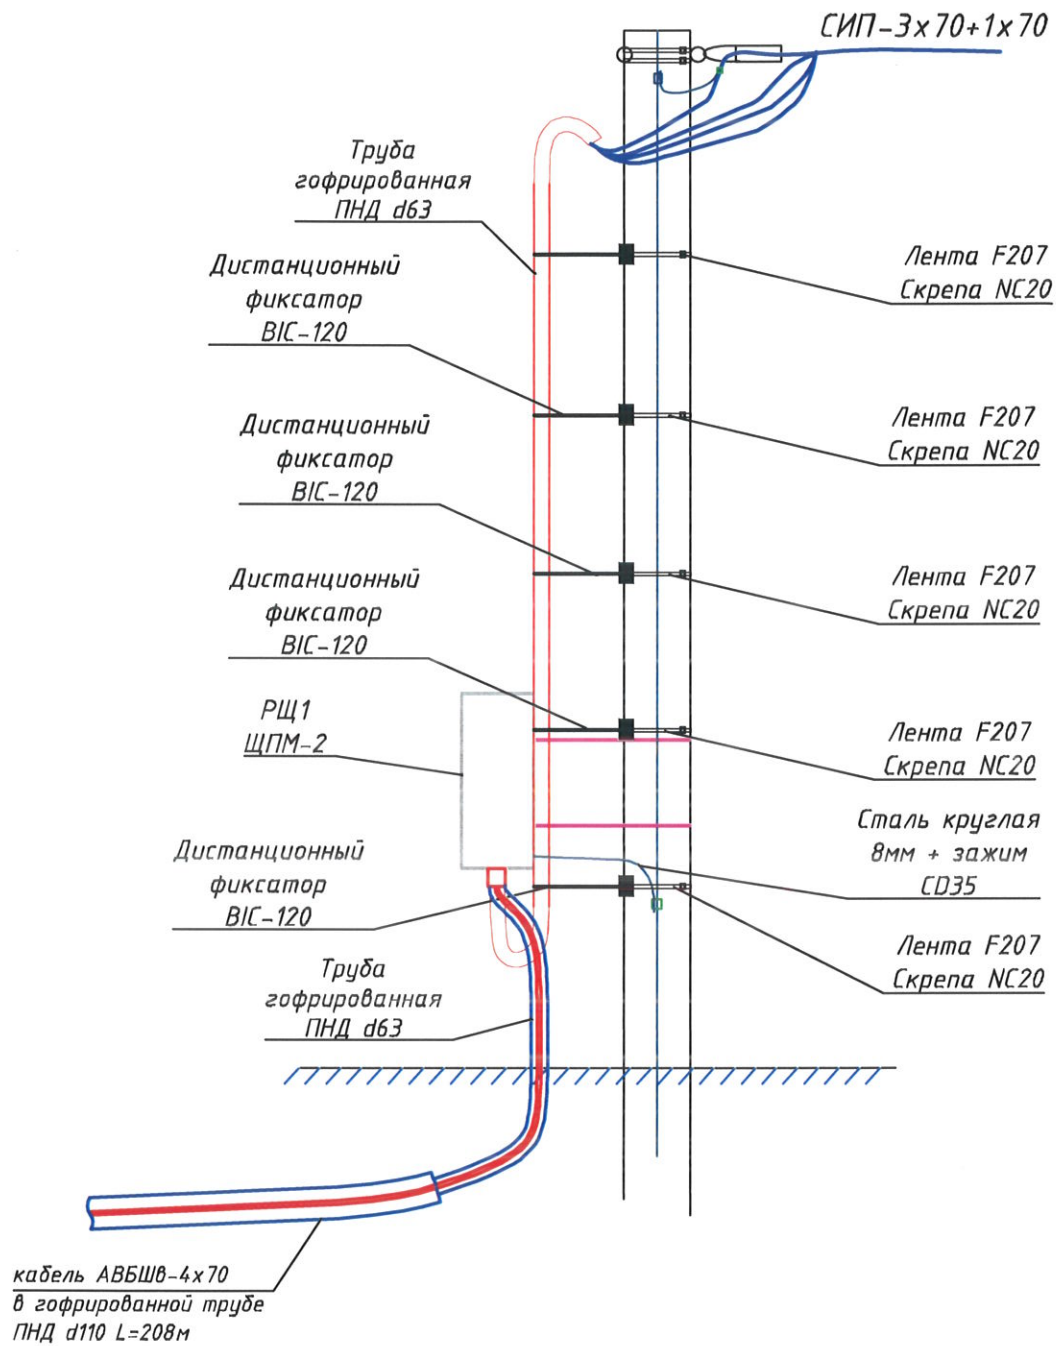 СИП-3х70+1х70
Труба
гофрированная
ПНД d63
Дистанционный
фиксатор
BIC-120
Лента F207
Скрепа NC20
Дистанционный
фиксатор
BIC-120
Лента F207
Скрепа NC20
Дистанционный
фиксатор
BIC-120
Лента F207
Скрепа NC20
РЩ1
ЩПМ-2
Лента F207
Скрепа NC20
Сталь круглая
8мм + зажим
CD35
Дистанционный
фиксатор
BIC-120
Лента F207
Скрепа NC20
Труба
гофрированная
ПНД d63
кабель АВБШв-4х70
в гофрированной трубе
ПНД d110 L=208м